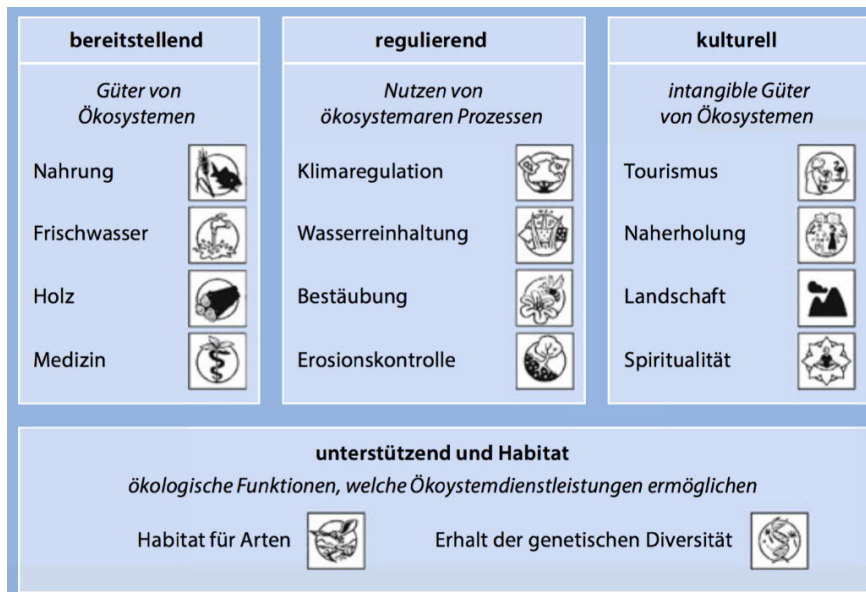 bereitstellend
Güter von
Ökosystemen
Nahrung
Frischwasser
Holz
Medizin
regulierend
Nutzen von
ökosystemaren Prozessen
Klimaregulation
Wasserreinhaltung
Bestäubung
Erosionskontrolle
kulturell
intangible Güter
von Ökosystemen
Tourismus
Naherholung
Landschaft
Spiritualität
unterstützend und Habitat
ökologische Funktionen, welche Ökoystemdienstleistungen ermöglichen
Habitat für Arten
Erhalt der genetischen Diversität